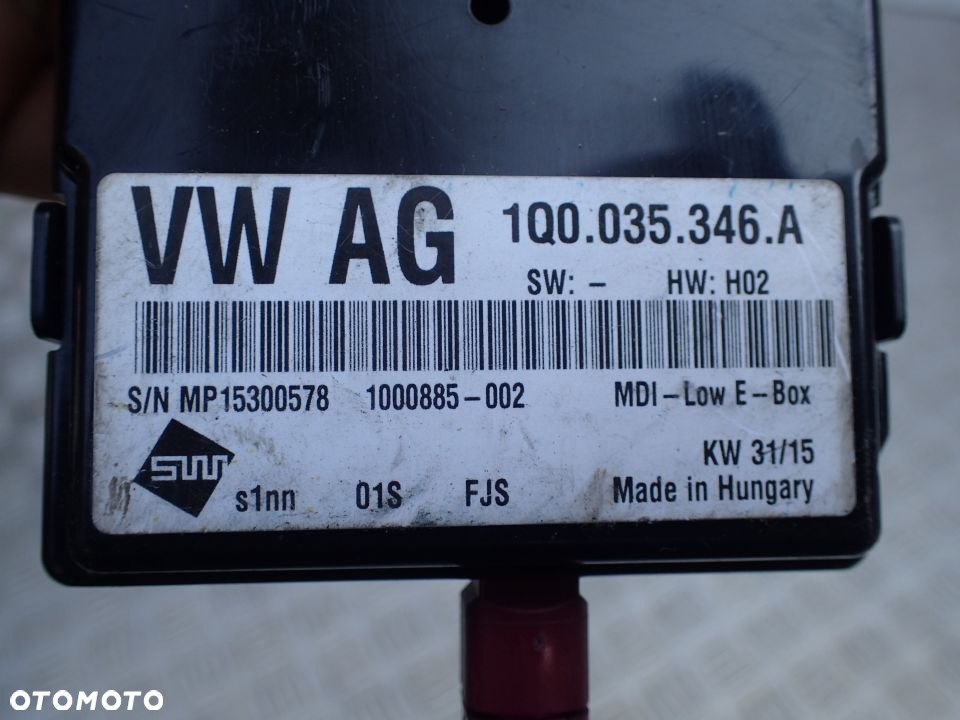 VW AG 1Q0.035.346.A
SW: - HW: H02
S/N MP15300578 1000885-002 MDI-Low E-Box
KW 31/15
SW s1nn 01S FJS Made in Hungary
OTOMOTO